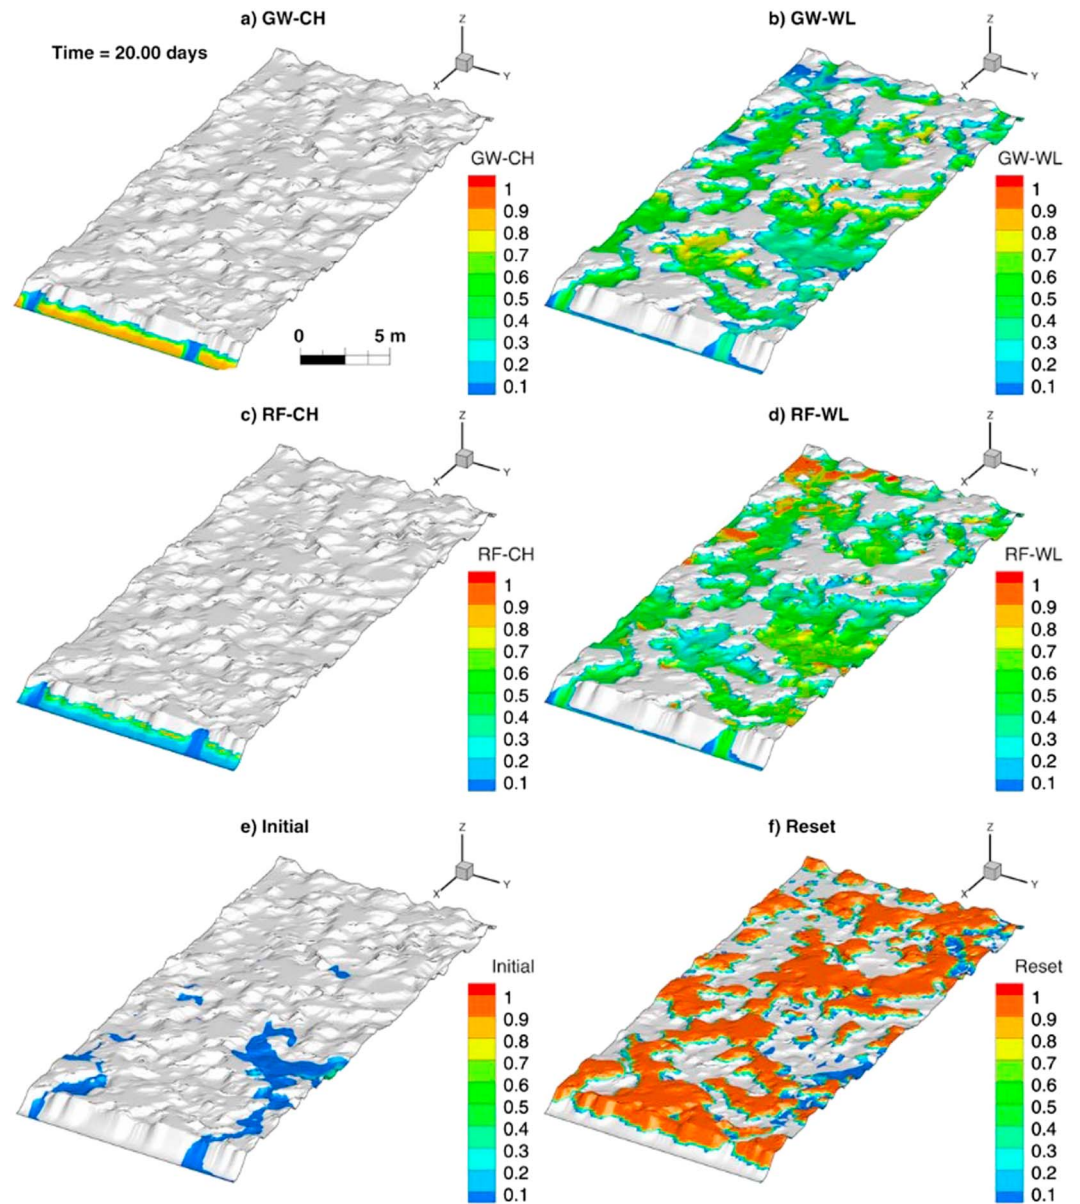 a) GW-CH
b) GW-WL
Time = 20.00 days
Z
X
Y
Z
X
Y
GW-CH
1
0.9
0.8
0.7
0.6
0.5
0.4
0.3
0.2
0.1
GW-WL
1
0.9
0.8
0.7
0.6
0.5
0.4
0.3
0.2
0.1
0 5 m
c) RF-CH
d) RF-WL
Z
X
Y
Z
X
Y
RF-CH
1
0.9
0.8
0.7
0.6
0.5
0.4
0.3
0.2
0.1
RF-WL
1
0.9
0.8
0.7
0.6
0.5
0.4
0.3
0.2
0.1
e) Initial
f) Reset
Z
X
Y
Z
X
Y
Initial
1
0.9
0.8
0.7
0.6
0.5
0.4
0.3
0.2
0.1
Reset
1
0.9
0.8
0.7
0.6
0.5
0.4
0.3
0.2
0.1